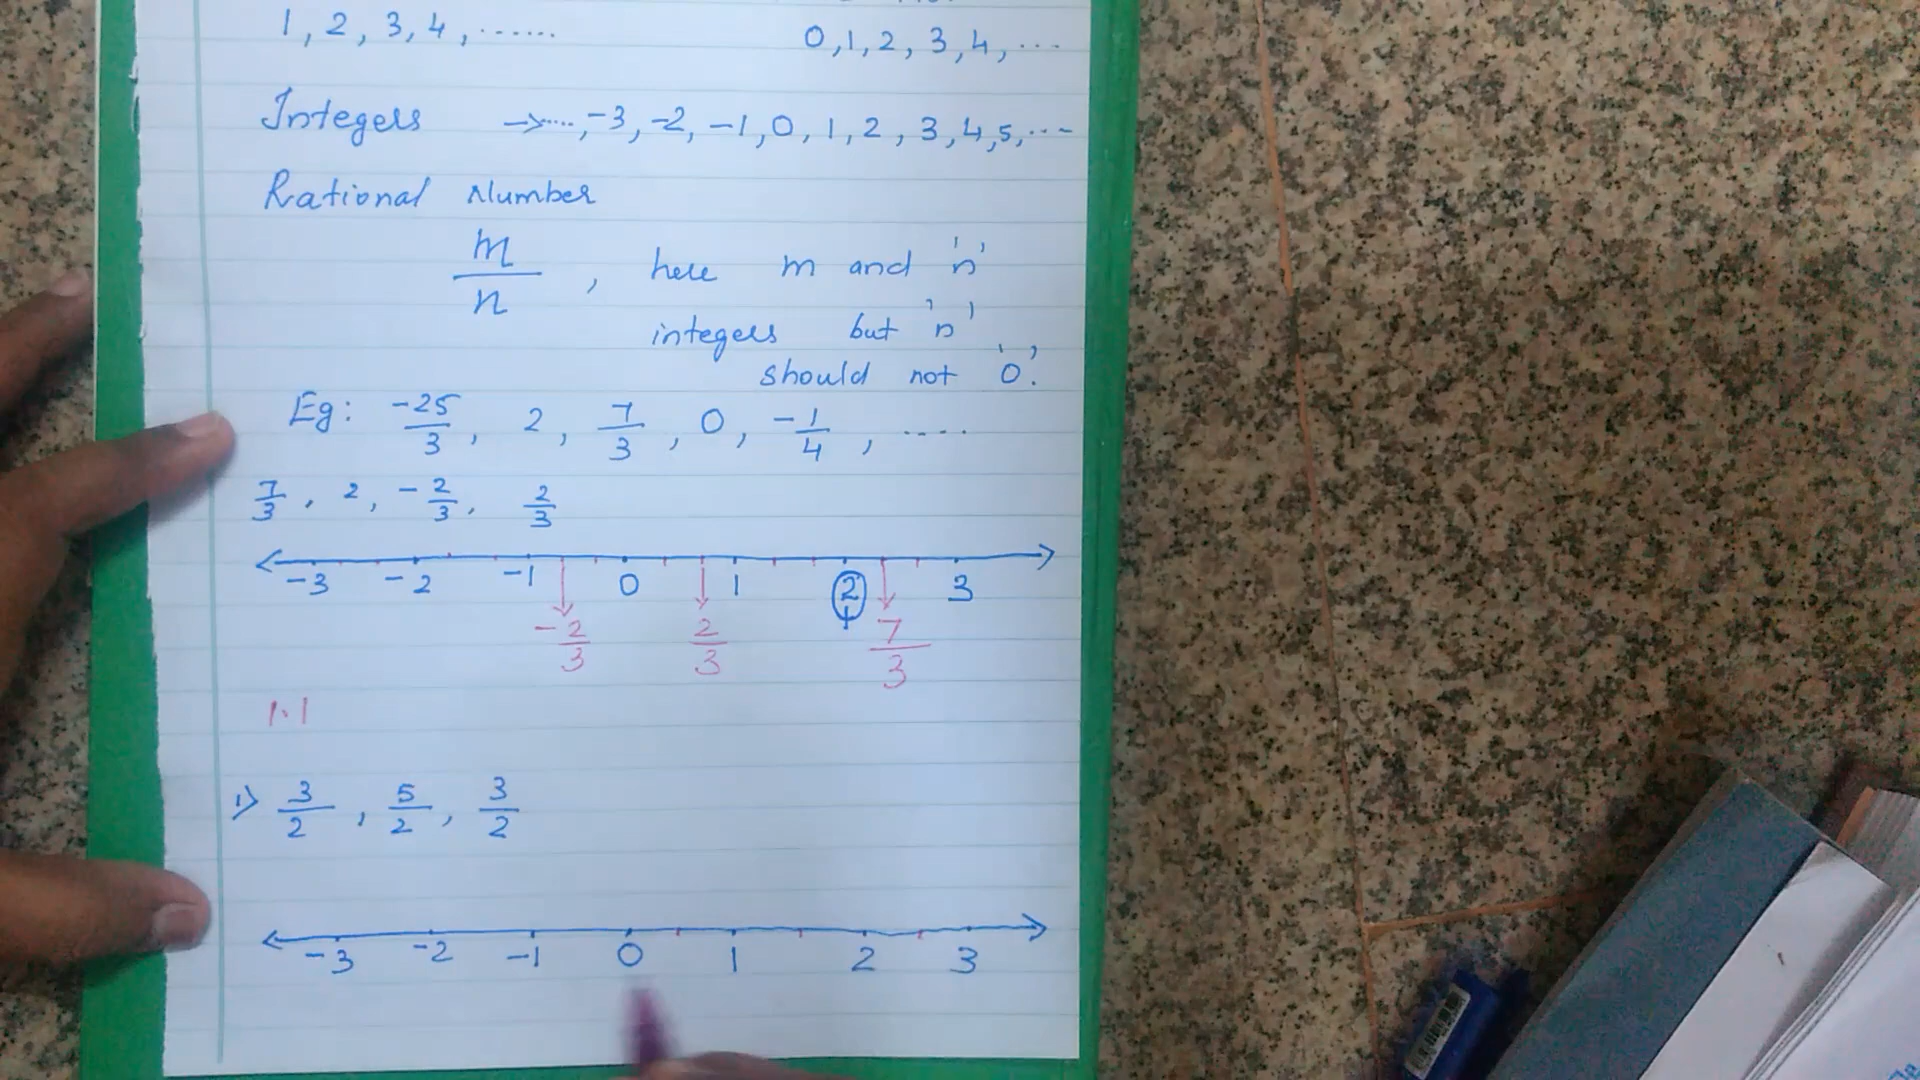 1, 2, 3, 4, ......
0, 1, 2, 3, 4, ...
Integers → ...., -3, -2, -1, 0, 1, 2, 3, 4, 5, ...
Rational Number
m/n , here m and 'n'
integers but 'n'
should not '0'.
Eg: -25/3, 2, 7/3, 0, -1/4, ....
7/3, 2, -2/3, 2/3
-3 -2 -1 0 1 2 3
-2/3 2/3 7/3
1.1
1) 3/2, 5/2, 3/2
-3 -2 -1 0 1 2 3